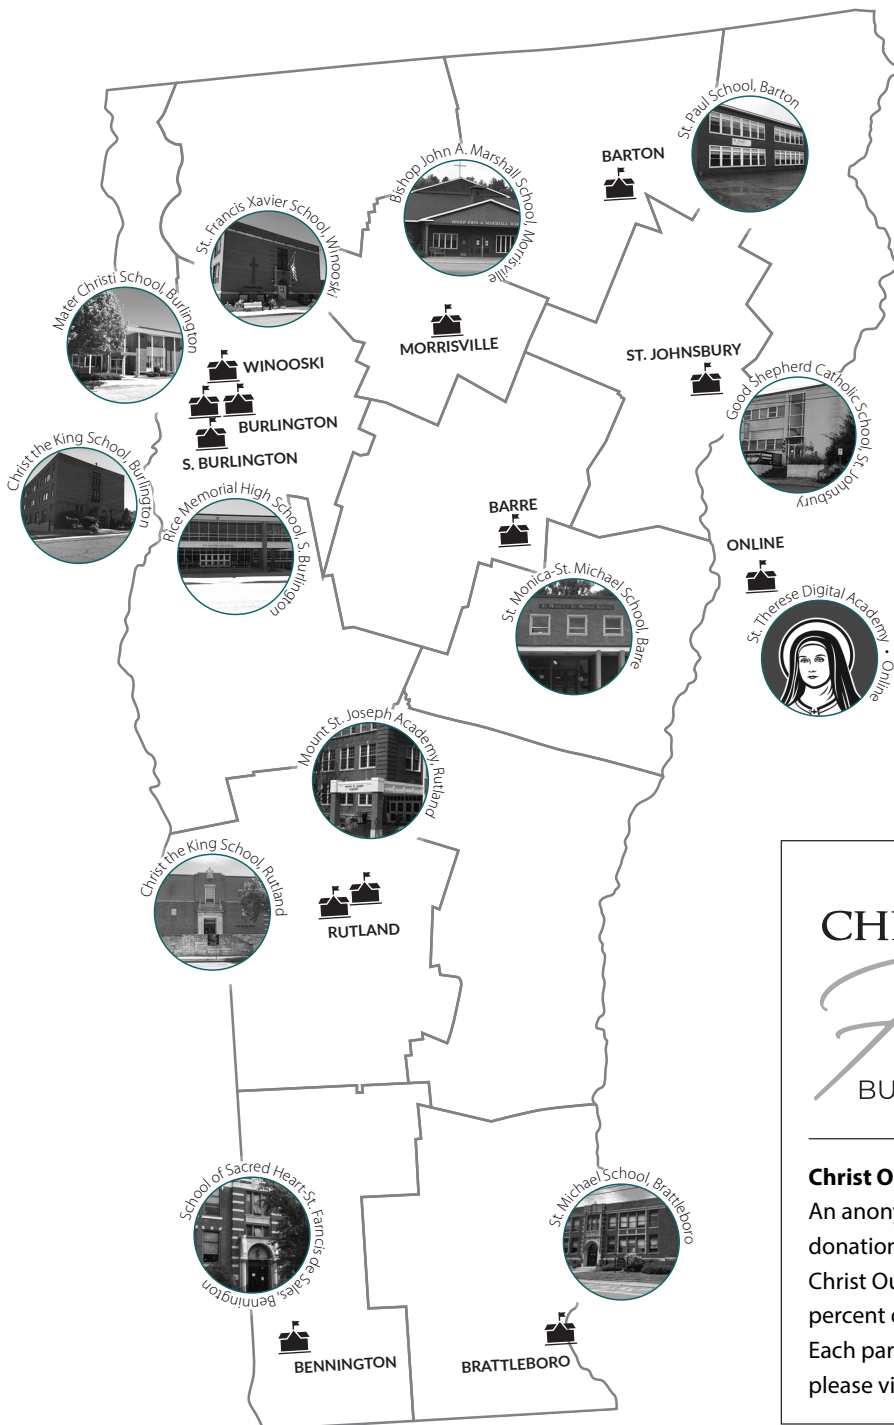 St. Paul School, Barton
BARTON
Bishop John A. Marshall School, Morrisville
St.. Francis Xavier School, Winooski
Mater Christi School, Burlington
MORRISVILLE
ST. JOHNSBURY
WINOOSKI
Good Shepherd Catholic School, St. Johnsbury
BURLINGTON
S. BURLINGTON
Christ the King School, Burlington
Rice Memorial High School, S. Burlington
BARRE
ONLINE
St. Monica-St. Michael School, Barre
St. Therese Digital Academy • Online
Mount St. Joseph Academy, Rutland
Christ the King School, Rutland
RUTLAND
CH
BU
School of Sacred Heart-St. Farncis de Sales, Bennington
St. Michael School, Brattleboro
Christ O
An anony
donation
Christ Ou
percent o
Each par
please vi
BENNINGTON
BRATTLEBORO